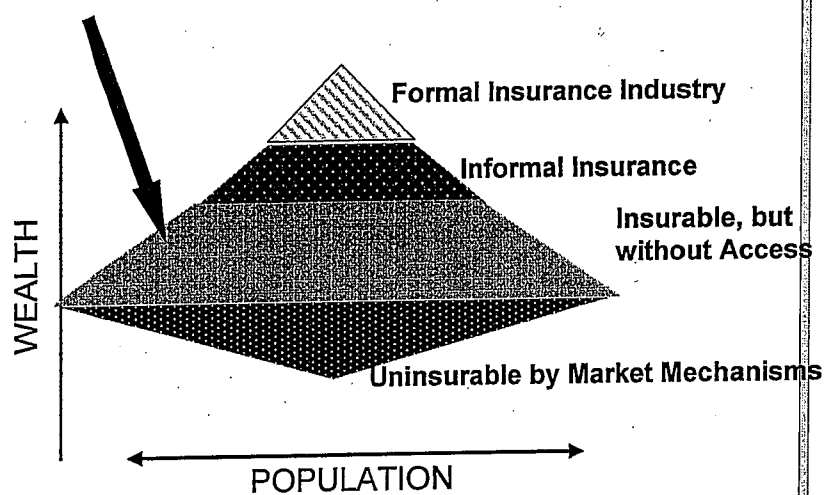 Formal Insurance Industry
Informal Insurance
Insurable, but
without Access
WEALTH
Uninsurable by Market Mechanisms
POPULATION